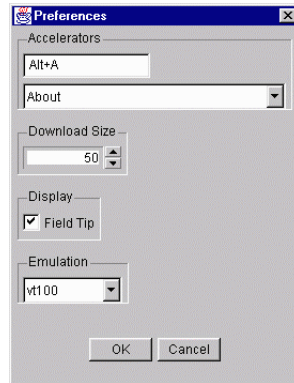 Preferences
Accelerators
Alt+A
About
Download Size
50
Display
Field Tip
Emulation
vt100
OK Cancel